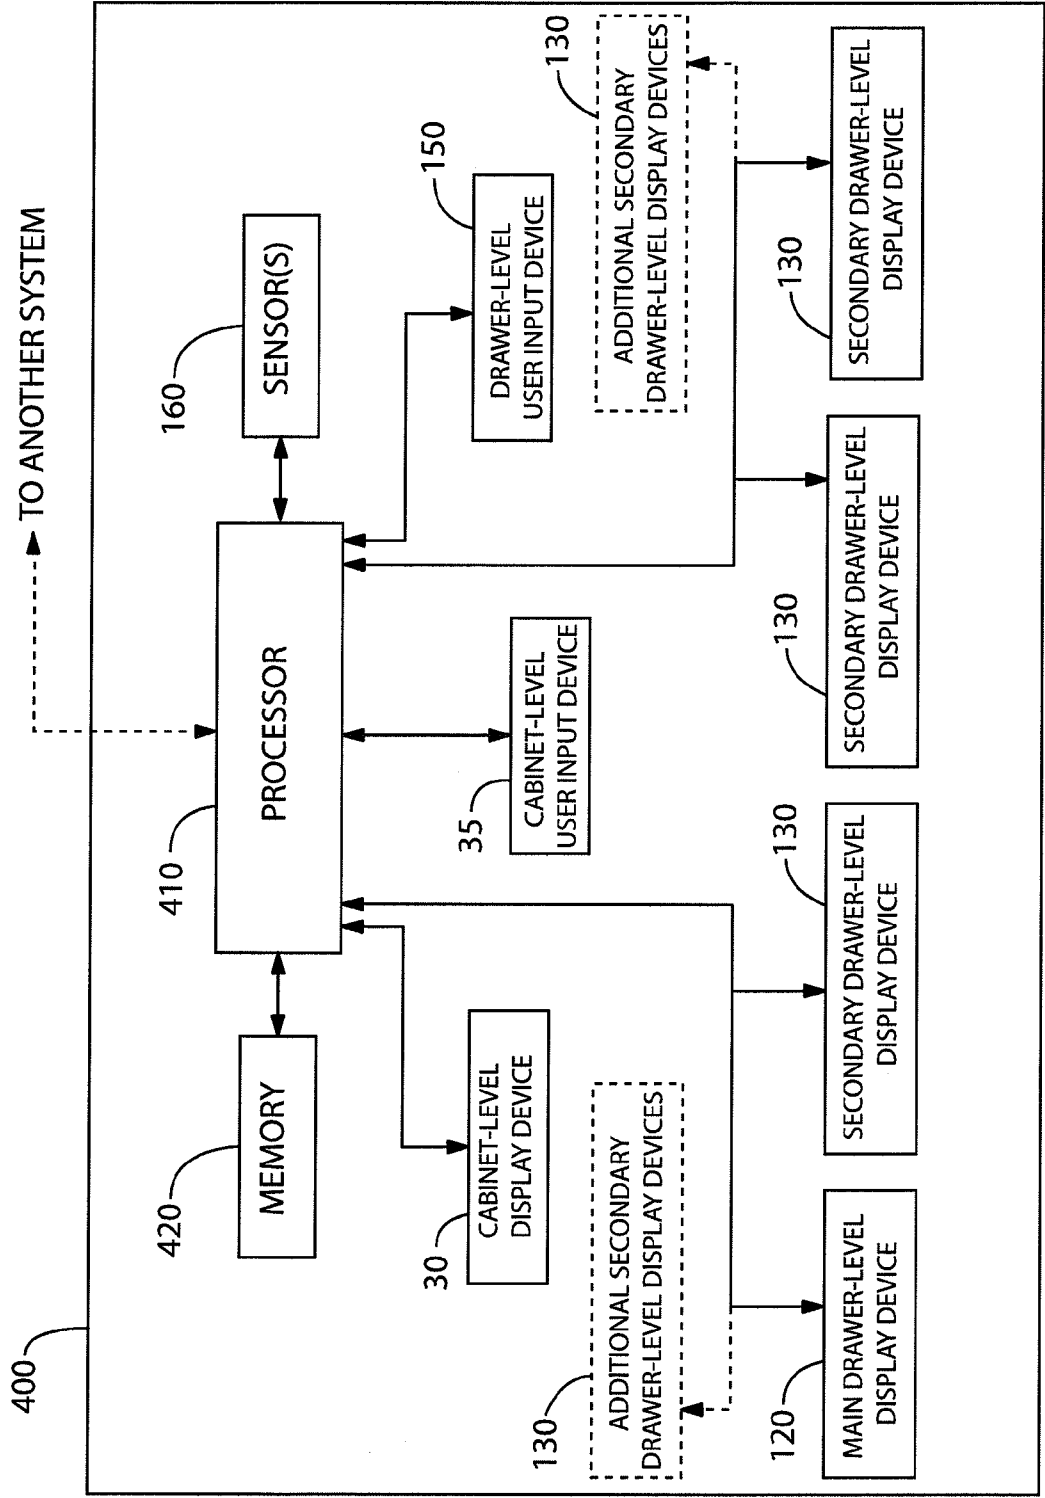 TO ANOTHER SYSTEM
400
420
MEMORY
410
PROCESSOR
160
SENSOR(S)
30
CABINET-LEVEL
DISPLAY DEVICE
35
CABINET-LEVEL
USER INPUT DEVICE
150
DRAWER-LEVEL
USER INPUT DEVICE
130
ADDITIONAL SECONDARY
DRAWER-LEVEL DISPLAY DEVICES
130
ADDITIONAL SECONDARY
DRAWER-LEVEL DISPLAY DEVICES
120
MAIN DRAWER-LEVEL
DISPLAY DEVICE
130
SECONDARY DRAWER-LEVEL
DISPLAY DEVICE
130
SECONDARY DRAWER-LEVEL
DISPLAY DEVICE
130
SECONDARY DRAWER-LEVEL
DISPLAY DEVICE